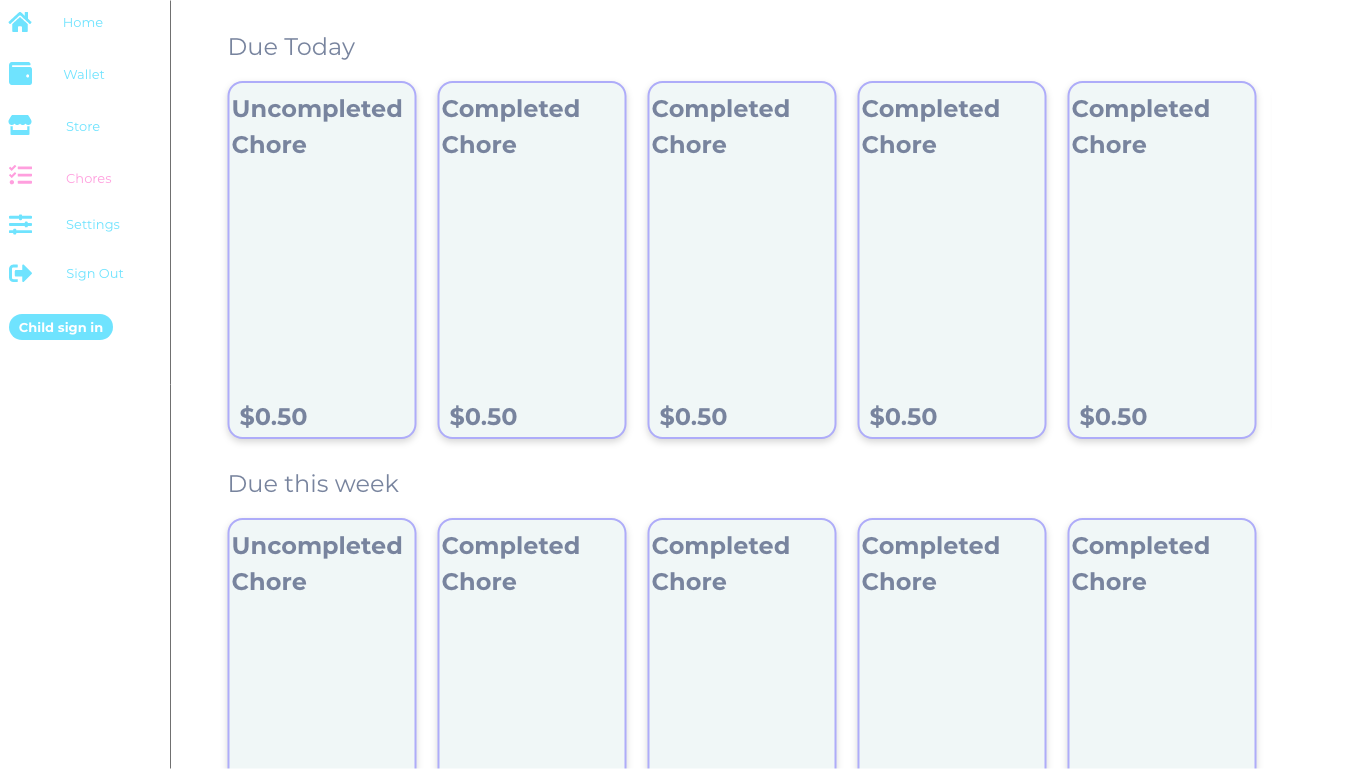 Home
Wallet
Store
Chores
Settings
Sign Out
Child sign in
Due Today
Uncompleted
Chore
$0.50
Completed
Chore
$0.50
Completed
Chore
$0.50
Completed
Chore
$0.50
Completed
Chore
$0.50
Due this week
Uncompleted
Chore
Completed
Chore
Completed
Chore
Completed
Chore
Completed
Chore